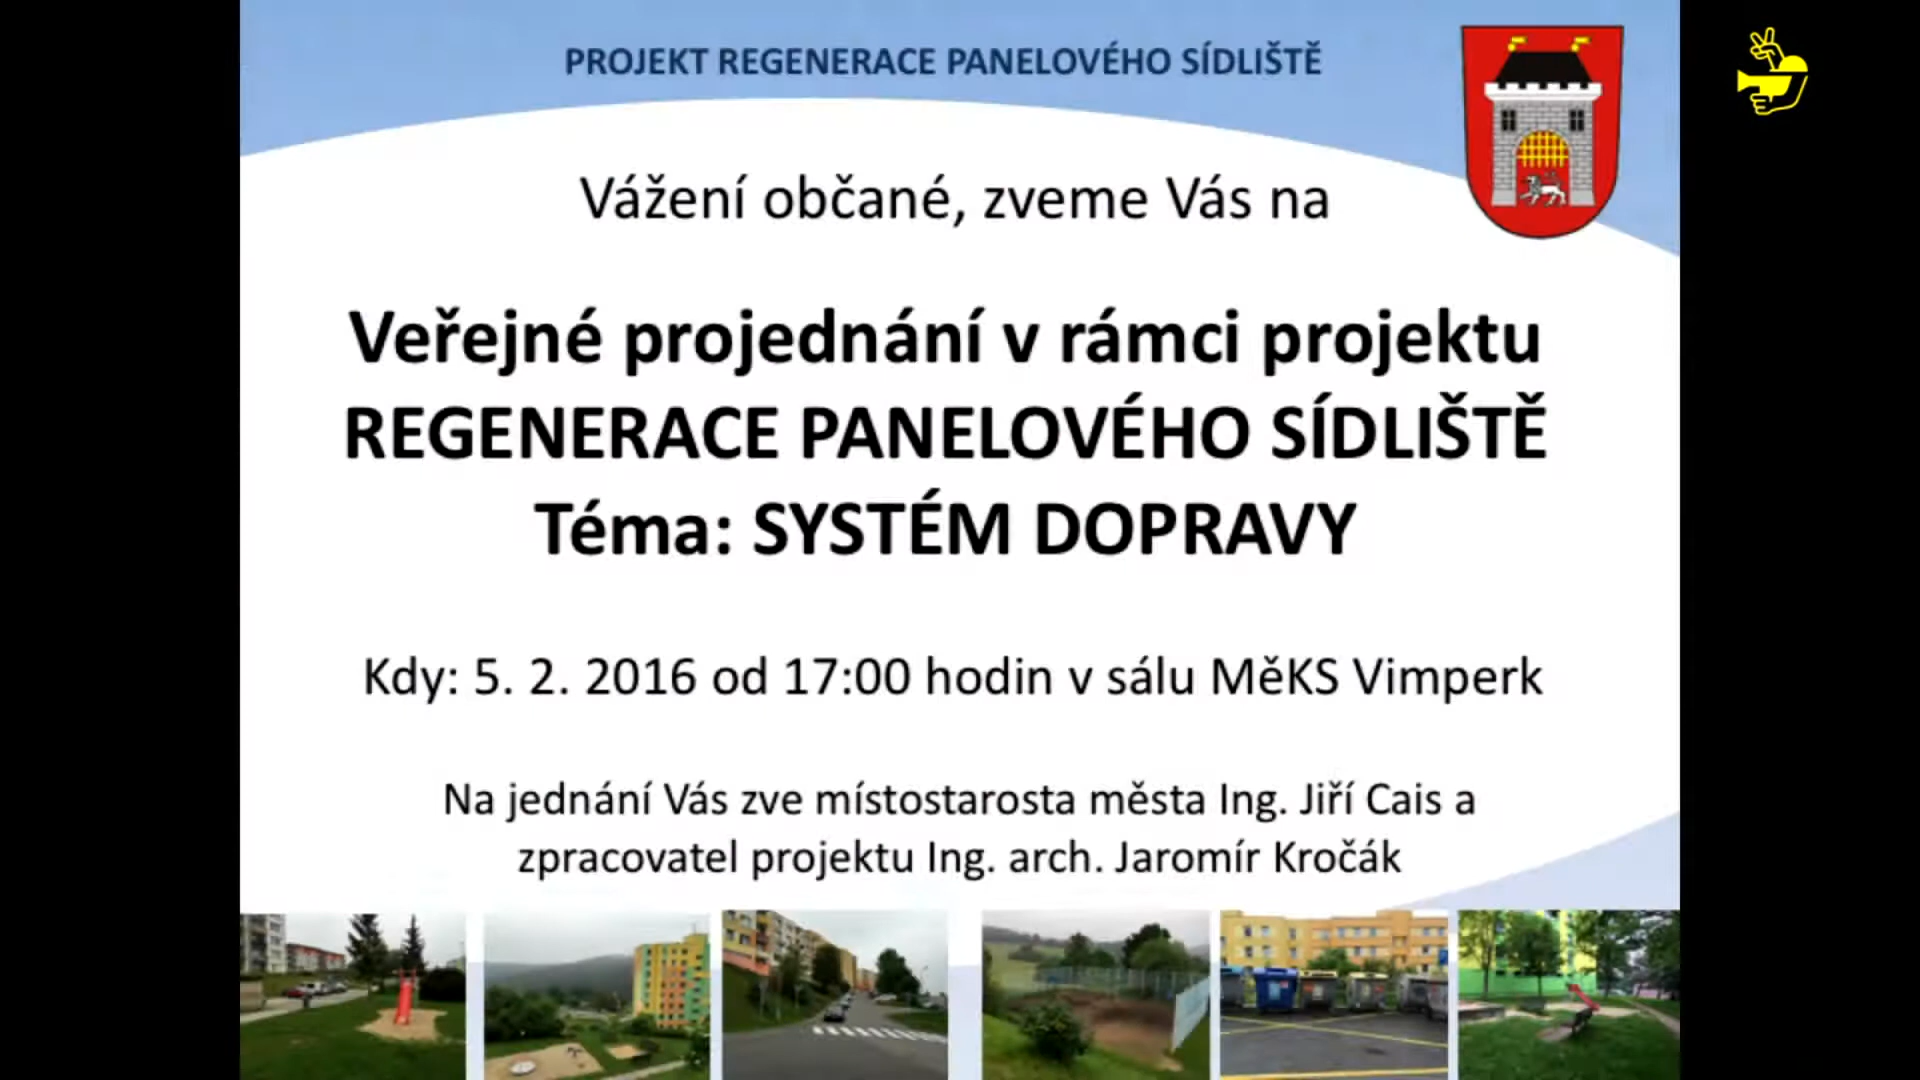 PROJEKT REGENERACE PANELOVÉHO SÍDLIŠTĚ
Vážení občané, zveme Vás na
Veřejné projednání v rámci projektu
REGENERACE PANELOVÉHO SÍDLIŠTĚ
Téma: SYSTÉM DOPRAVY
Kdy: 5. 2. 2016 od 17:00 hodin v sálu MěKS Vimperk
Na jednání Vás zve místostarosta města Ing. Jiří Cais a
zpracovatel projektu Ing. arch. Jaromír Kročák